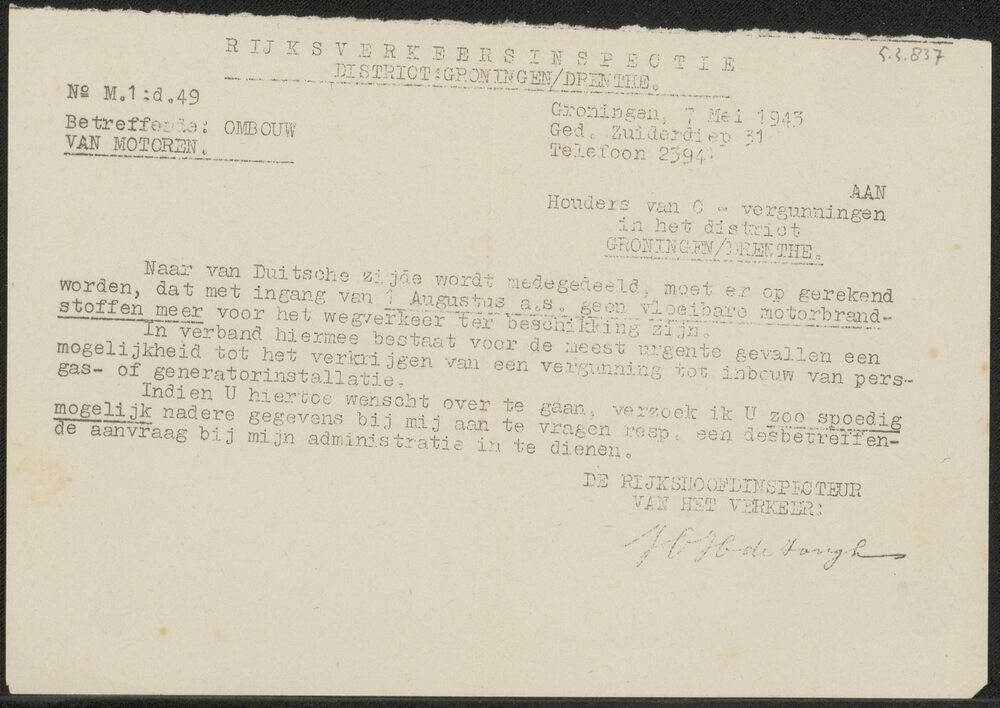 5.3.837
RIJKSVERKEERSINSPECTIE
DISTRICT:GRONINGEN/DRENTHE.
Nº M.1:d.49
Betreffende: OMBOUW
VAN MOTOREN.
Groningen, 7 Mei 1943
Ged. Zuiderdiep 31
Telefoon 2394
AAN
Houders van O - vergunningen
in het district
GRONINGEN/DRENTHE.
Naar van Duitsche zijde wordt medegedeeld, moet er op gerekend
worden, dat met ingang van 1 Augustus a.s. geen vloeibare motorbrand-
stoffen meer voor het wegverkeer ter beschikking zijn.
In verband hiermee bestaat voor de meest urgente gevallen een
mogelijkheid tot het verkrijgen van een vergunning tot inbouw van pers-
gas- of generatorinstallatie.
Indien U hiertoe wenscht over te gaan, verzoek ik U zoo spoedig
mogelijk nadere gegevens bij mij aan te vragen resp. een desbetreffen-
de aanvraag bij mijn administratie in te dienen.
DE RIJKSHOOFDINSPECTEUR
VAN HET VERKEER:
de Jongh